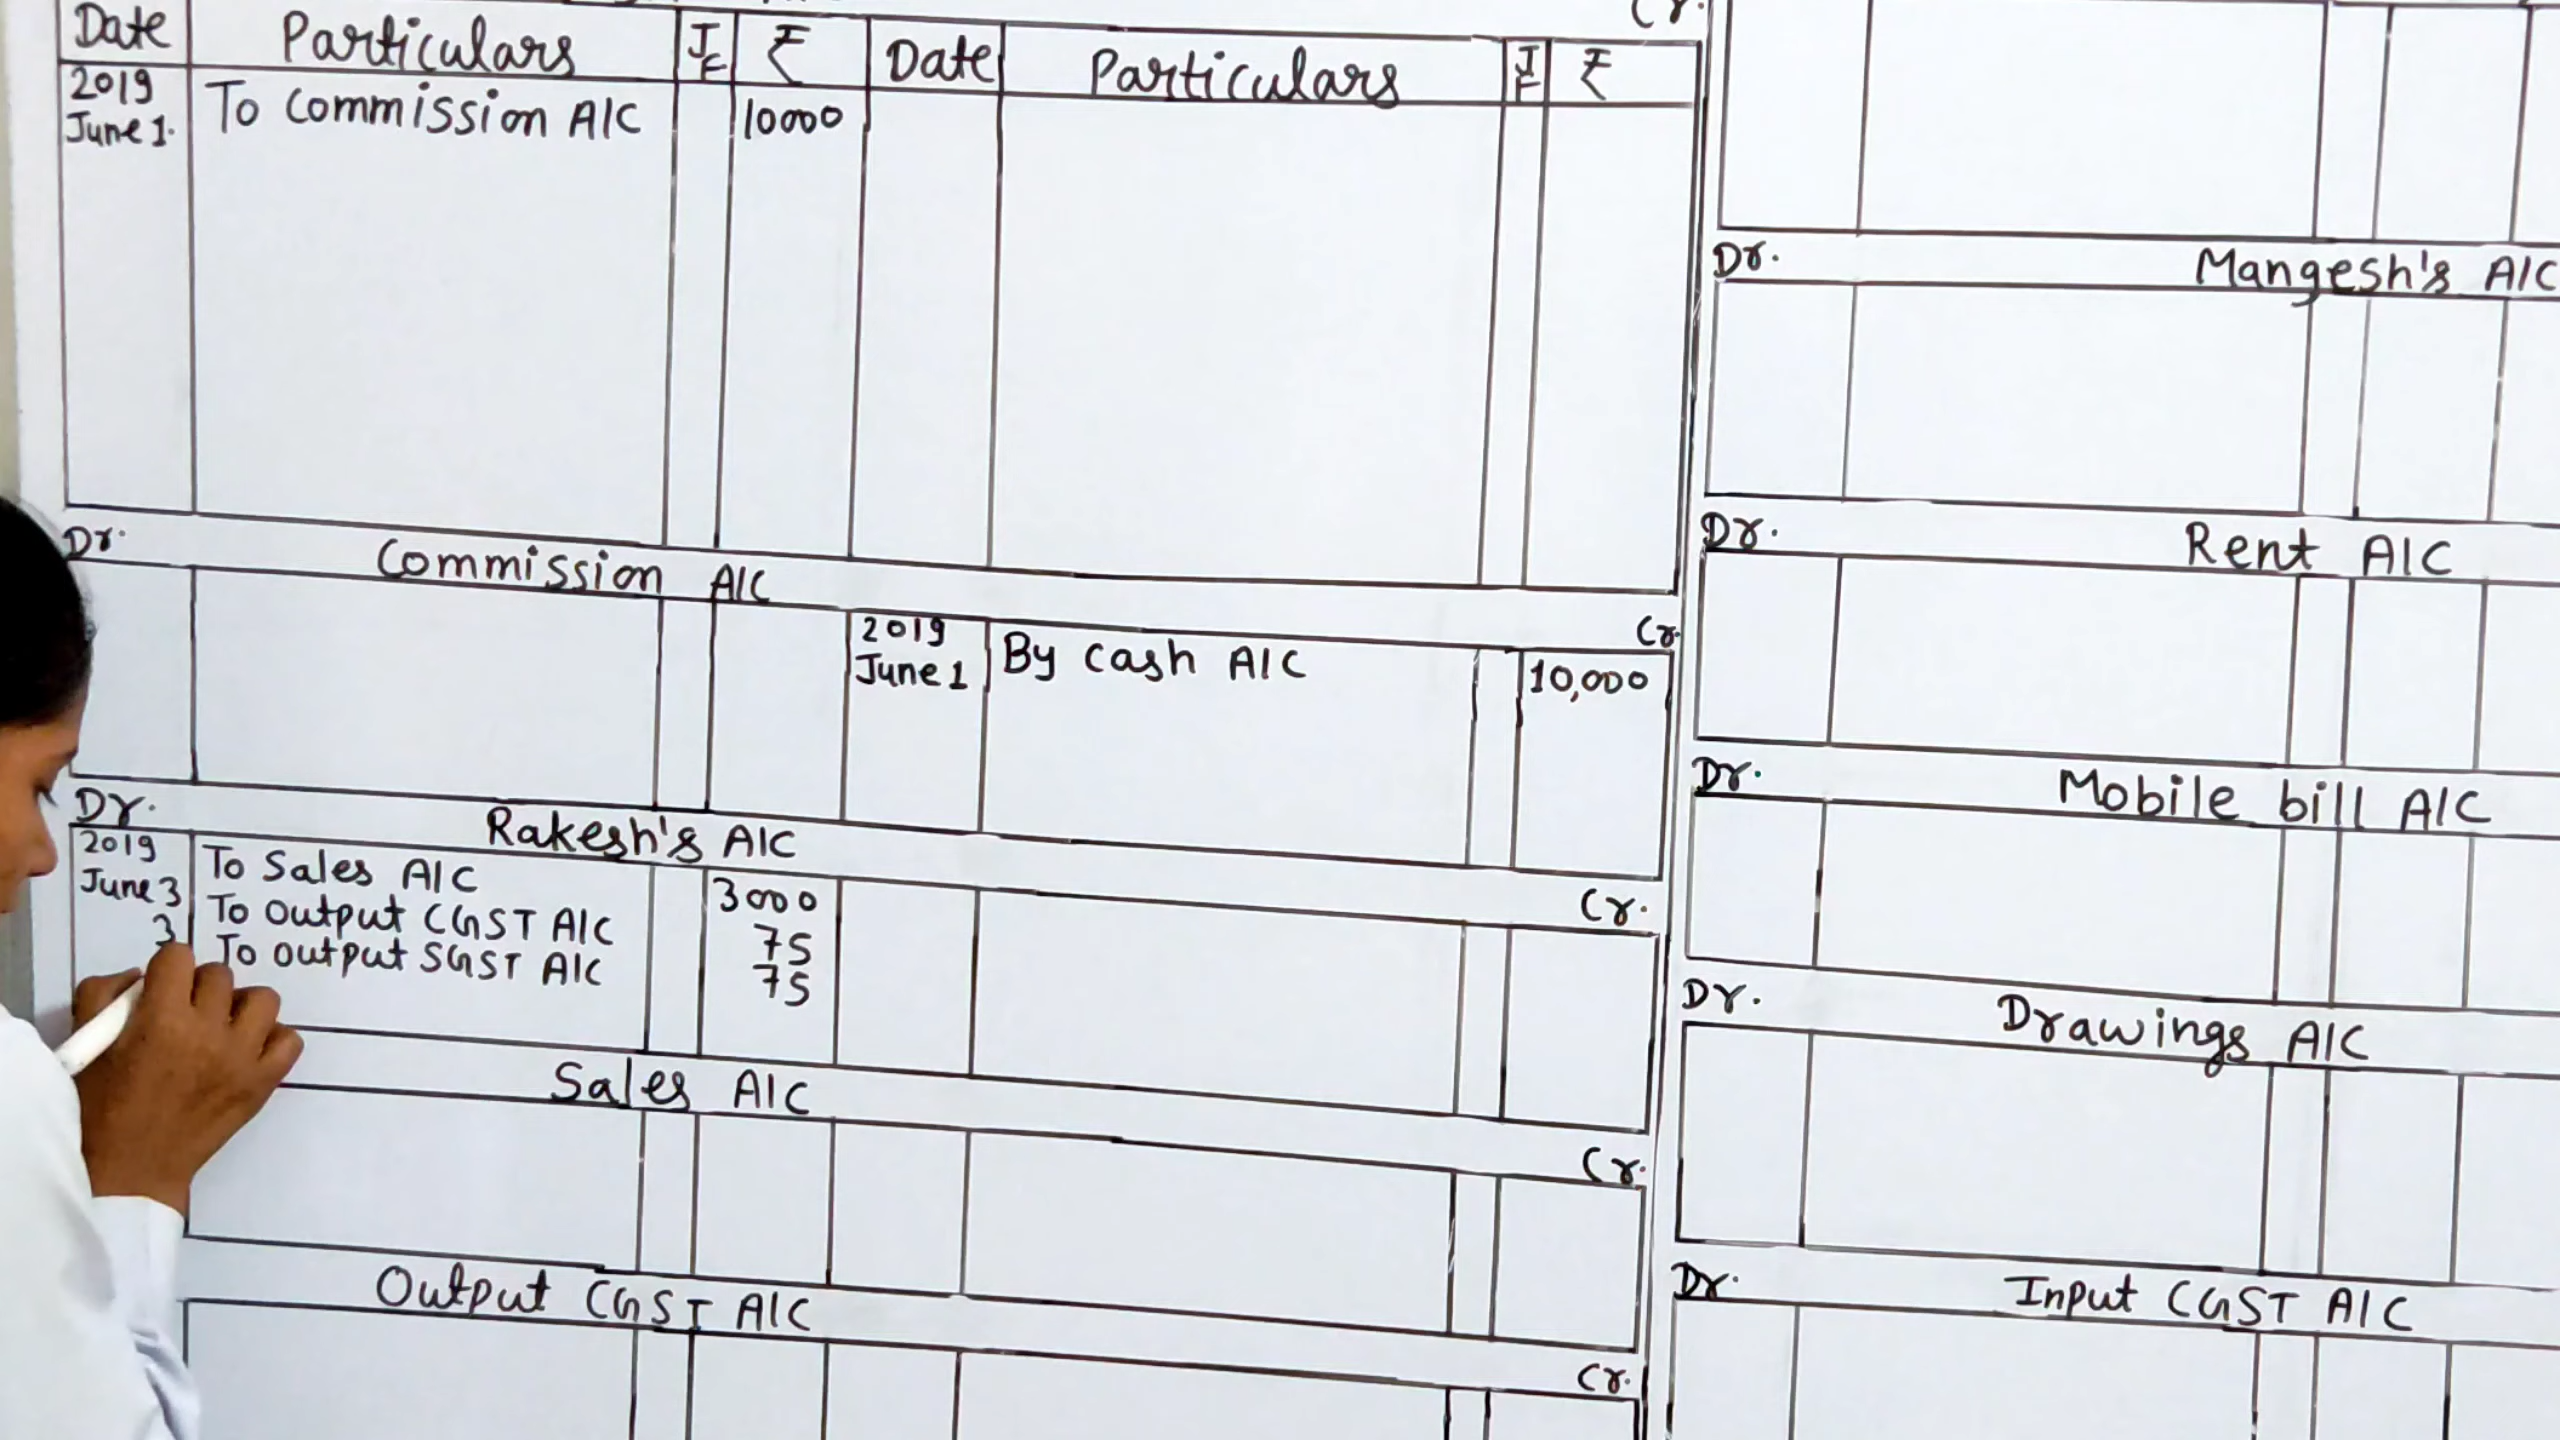 Cr.
Date Particulars J F ₹ Date Particulars J F ₹
2019
June 1. To Commission A/C 10000
Dr. Commission A/C Cr.
2019
June 1 By Cash A/C 10,000
Dr. Rakesh's A/C Cr.
2019
June 3 To Sales A/C 3000
3 To Output CGST A/C 75
To output SGST A/C 75
Sales A/C Cr.
Output CGST A/C Cr.
Dr. Mangesh's A/C
Dr. Rent A/C
Dr. Mobile bill A/C
Dr. Drawings A/C
Dr. Input CGST A/C